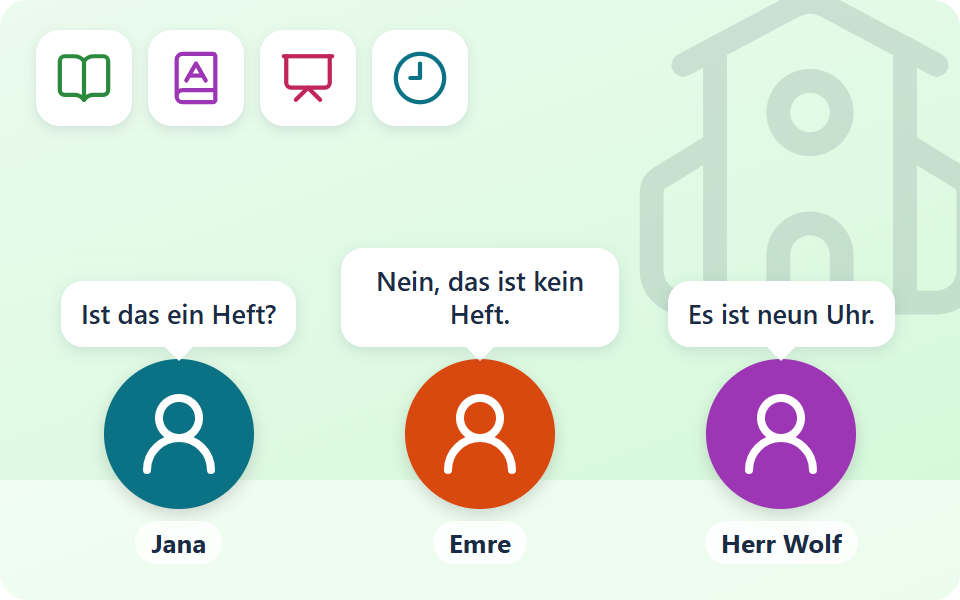 Ist das ein Heft?
Nein, das ist kein
Heft.
Es ist neun Uhr.
Jana
Emre
Herr Wolf